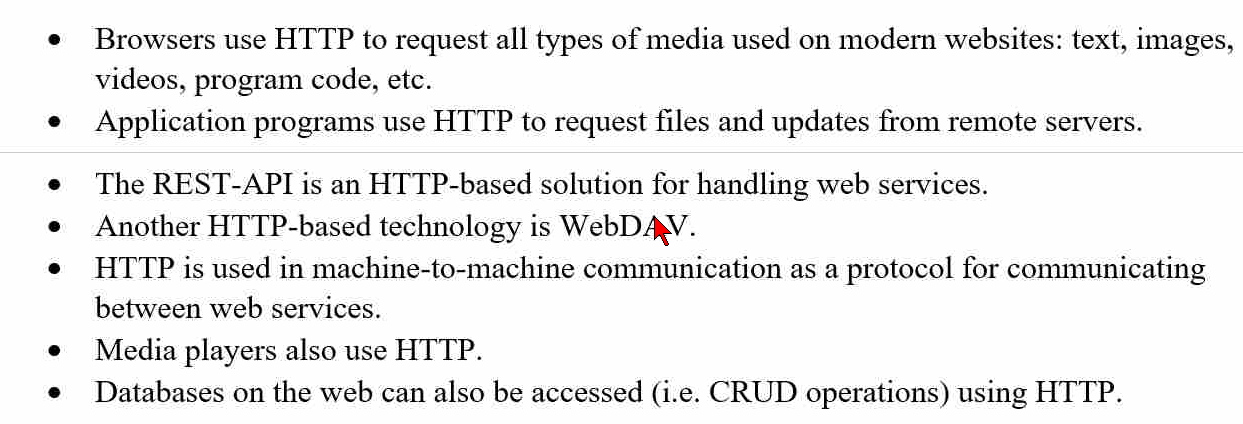 • Browsers use HTTP to request all types of media used on modern websites: text, images,
videos, program code, etc.
• Application programs use HTTP to request files and updates from remote servers.
• The REST-API is an HTTP-based solution for handling web services.
• Another HTTP-based technology is WebDAV.
• HTTP is used in machine-to-machine communication as a protocol for communicating
between web services.
• Media players also use HTTP.
• Databases on the web can also be accessed (i.e. CRUD operations) using HTTP.